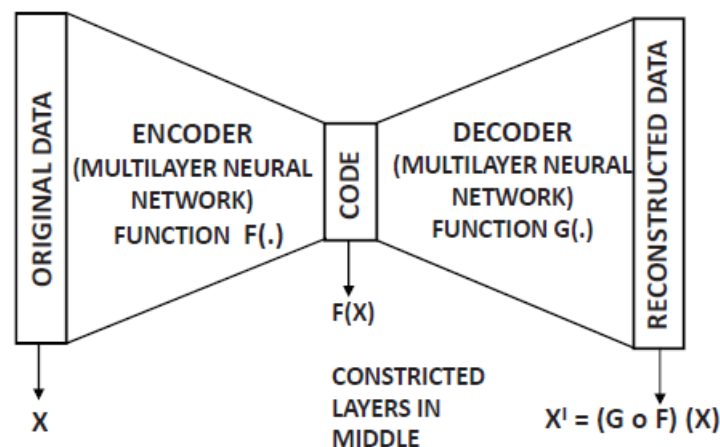 ORIGINAL DATA
ENCODER
(MULTILAYER NEURAL
NETWORK)
FUNCTION F(.)
CODE
DECODER
(MULTILAYER NEURAL
NETWORK)
FUNCTION G(.)
RECONSTRUCTED DATA
F(X)
CONSTRICTED
LAYERS IN
MIDDLE
X
Xᴵ = (G o F) (X)